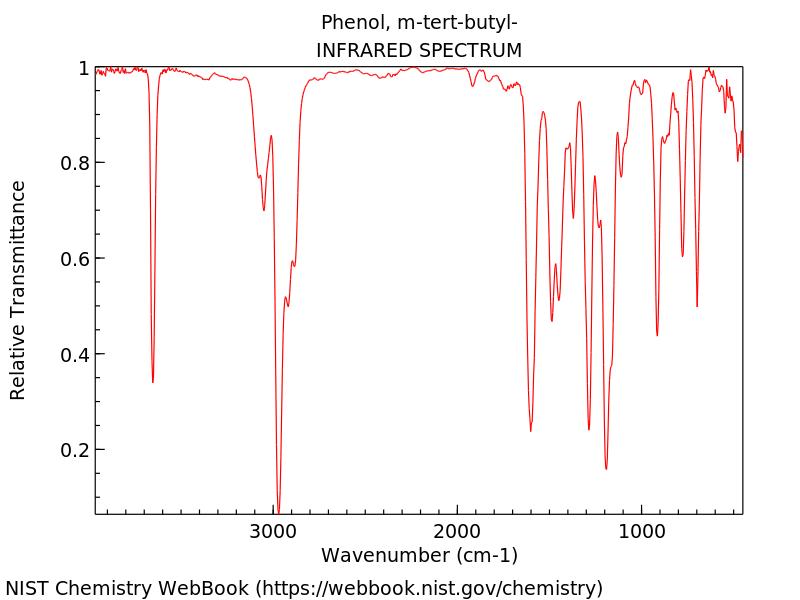 Phenol, m-tert-butyl-
INFRARED SPECTRUM
1
0.8
0.6
0.4
0.2
Relative Transmittance
3000 2000 1000
Wavenumber (cm-1)
NIST Chemistry WebBook (https://webbook.nist.gov/chemistry)